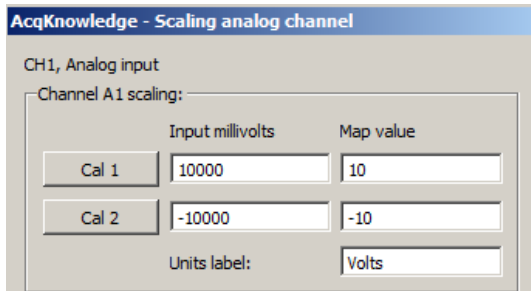 AcqKnowledge - Scaling analog channel
CH1, Analog input
Channel A1 scaling:
Input millivolts Map value
Cal 1 10000 10
Cal 2 -10000 -10
Units label: Volts